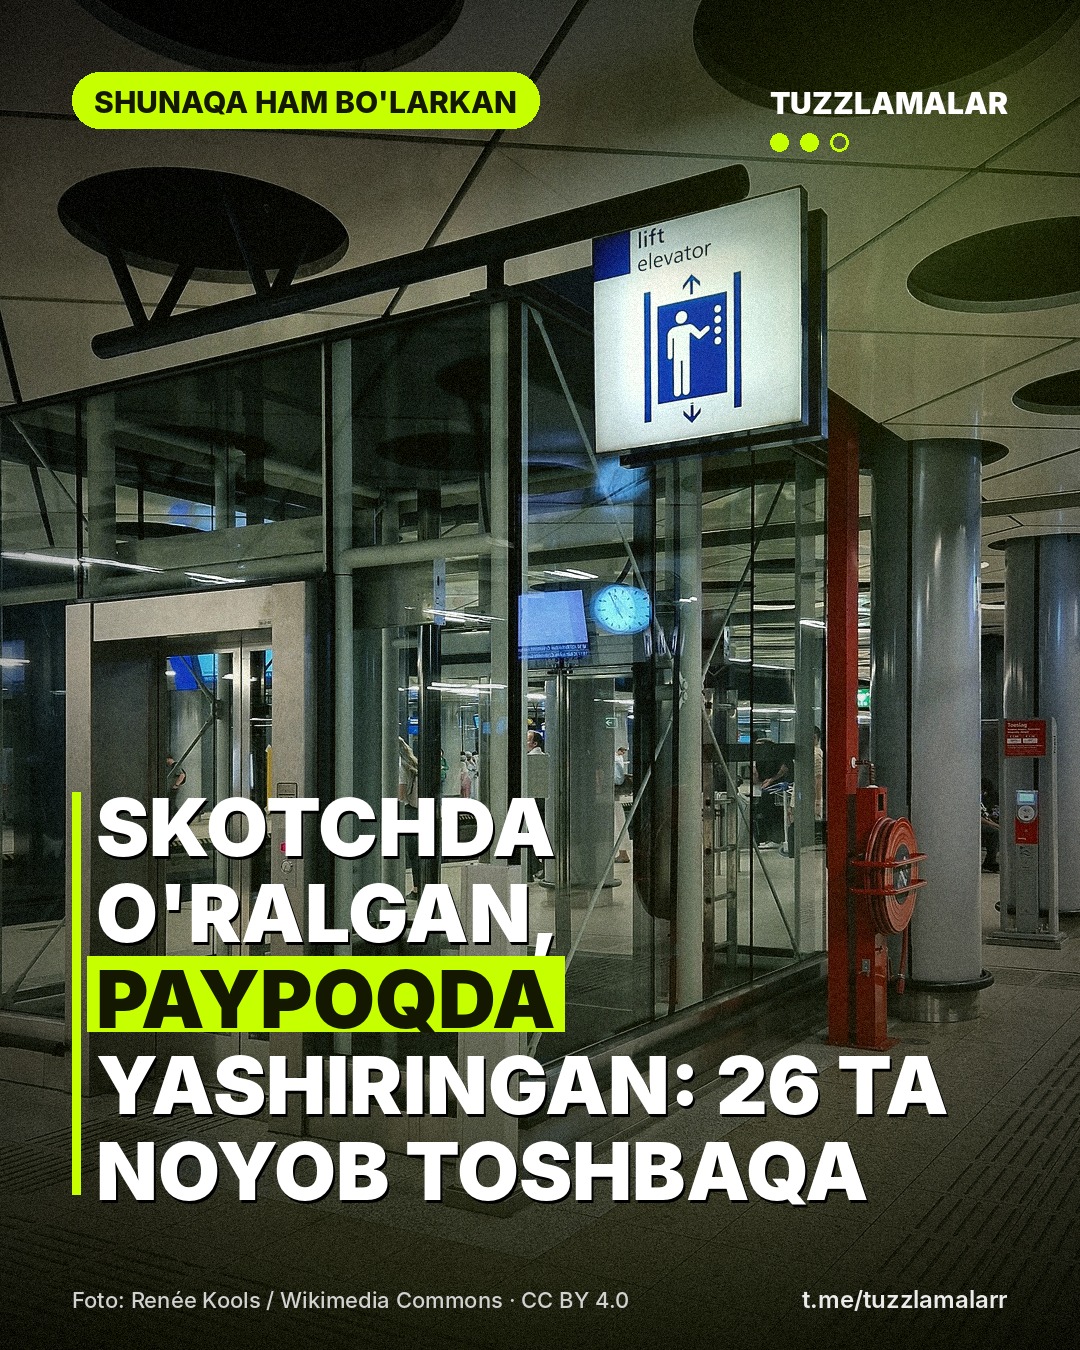 SHUNAQA HAM BO'LARKAN
TUZZLAMALAR
lift
elevator
SKOTCHDA
O'RALGAN,
PAYPOQDA
YASHIRINGAN: 26 TA
NOYOB TOSHBAQA
Foto: Renée Kools / Wikimedia Commons · CC BY 4.0
t.me/tuzzlamalarr